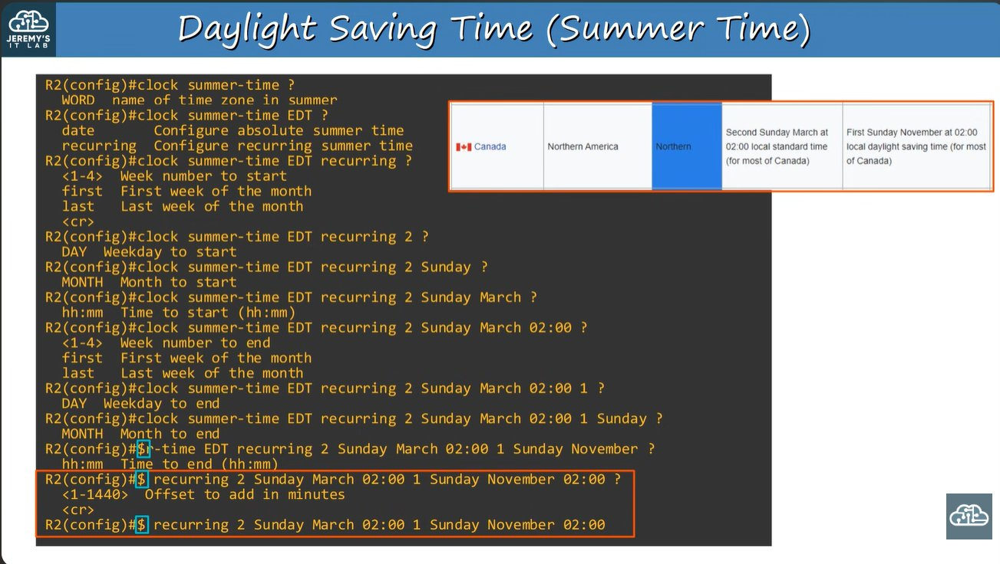 JEREMY'S
IT LAB
Daylight Saving Time (Summer Time)
R2(config)#clock summer-time ?
  WORD  name of time zone in summer
R2(config)#clock summer-time EDT ?
  date       Configure absolute summer time
  recurring  Configure recurring summer time
R2(config)#clock summer-time EDT recurring ?
  <1-4>  Week number to start
  first  First week of the month
  last   Last week of the month
  <cr>
R2(config)#clock summer-time EDT recurring 2 ?
  DAY  Weekday to start
R2(config)#clock summer-time EDT recurring 2 Sunday ?
  MONTH  Month to start
R2(config)#clock summer-time EDT recurring 2 Sunday March ?
  hh:mm  Time to start (hh:mm)
R2(config)#clock summer-time EDT recurring 2 Sunday March 02:00 ?
  <1-4>  Week number to end
  first  First week of the month
  last   Last week of the month
R2(config)#clock summer-time EDT recurring 2 Sunday March 02:00 1 ?
  DAY  Weekday to end
R2(config)#clock summer-time EDT recurring 2 Sunday March 02:00 1 Sunday ?
  MONTH  Month to end
R2(config)#$r-time EDT recurring 2 Sunday March 02:00 1 Sunday November ?
  hh:mm  Time to end (hh:mm)
R2(config)#$ recurring 2 Sunday March 02:00 1 Sunday November 02:00 ?
  <1-1440>  Offset to add in minutes
  <cr>
R2(config)#$ recurring 2 Sunday March 02:00 1 Sunday November 02:00
Canada
Northern America
Northern
Second Sunday March at
02:00 local standard time
(for most of Canada)
First Sunday November at 02:00
local daylight saving time (for most
of Canada)